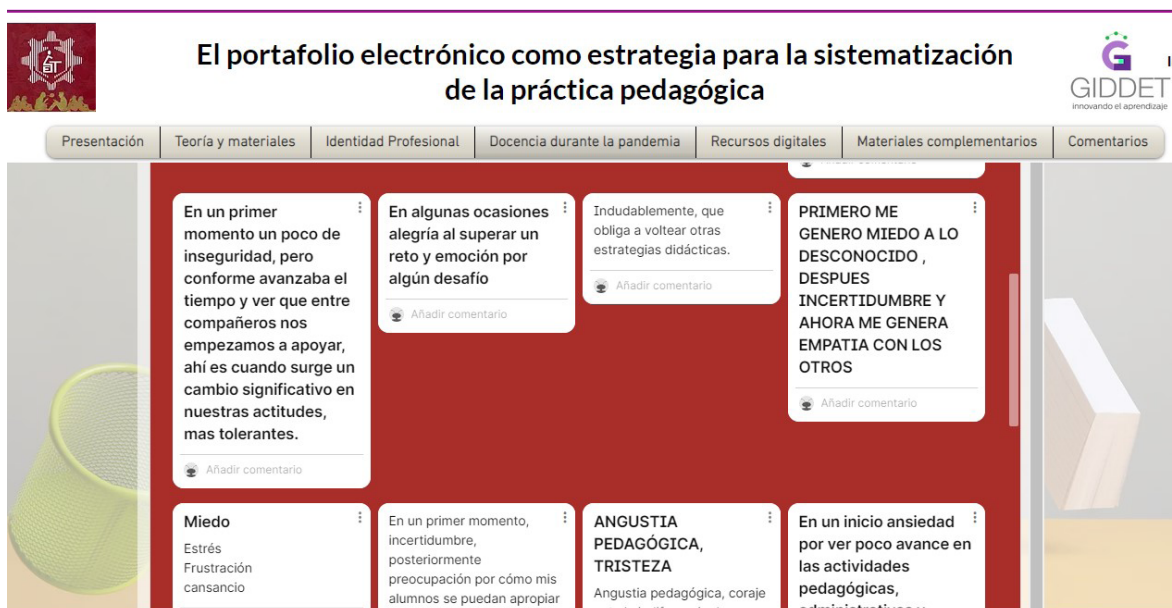 El portafolio electrónico como estrategia para la sistematización
de la práctica pedagógica
GIDDET
innovando el aprendizaje
Presentación
Teoría y materiales
Identidad Profesional
Docencia durante la pandemia
Recursos digitales
Materiales complementarios
Comentarios
En un primer
momento un poco de
inseguridad, pero
conforme avanzaba el
tiempo y ver que entre
compañeros nos
empezamos a apoyar,
ahí es cuando surge un
cambio significativo en
nuestras actitudes,
mas tolerantes.
Añadir comentario
En algunas ocasiones
alegría al superar un
reto y emoción por
algún desafío
Añadir comentario
Indudablemente, que
obliga a voltear otras
estrategias didácticas.
Añadir comentario
PRIMERO ME
GENERO MIEDO A LO
DESCONOCIDO ,
DESPUES
INCERTIDUMBRE Y
AHORA ME GENERA
EMPATIA CON LOS
OTROS
Añadir comentario
Miedo
Estrés
Frustración
cansancio
En un primer momento,
incertidumbre,
posteriormente
preocupación por cómo mis
alumnos se puedan apropiar
ANGUSTIA
PEDAGÓGICA,
TRISTEZA
Angustia pedagógica, coraje
En un inicio ansiedad
por ver poco avance en
las actividades
pedagógicas,